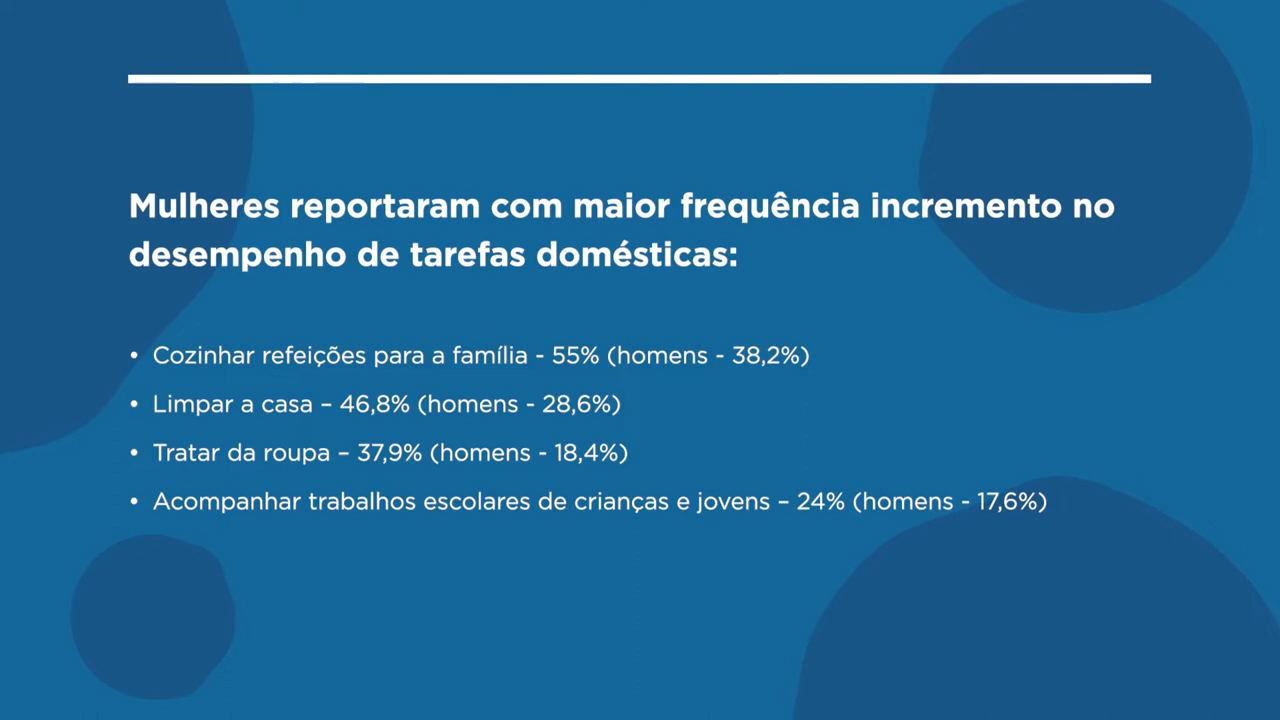 Mulheres reportaram com maior frequência incremento no
desempenho de tarefas domésticas:
• Cozinhar refeições para a família - 55% (homens - 38,2%)
• Limpar a casa – 46,8% (homens - 28,6%)
• Tratar da roupa – 37,9% (homens - 18,4%)
• Acompanhar trabalhos escolares de crianças e jovens – 24% (homens - 17,6%)